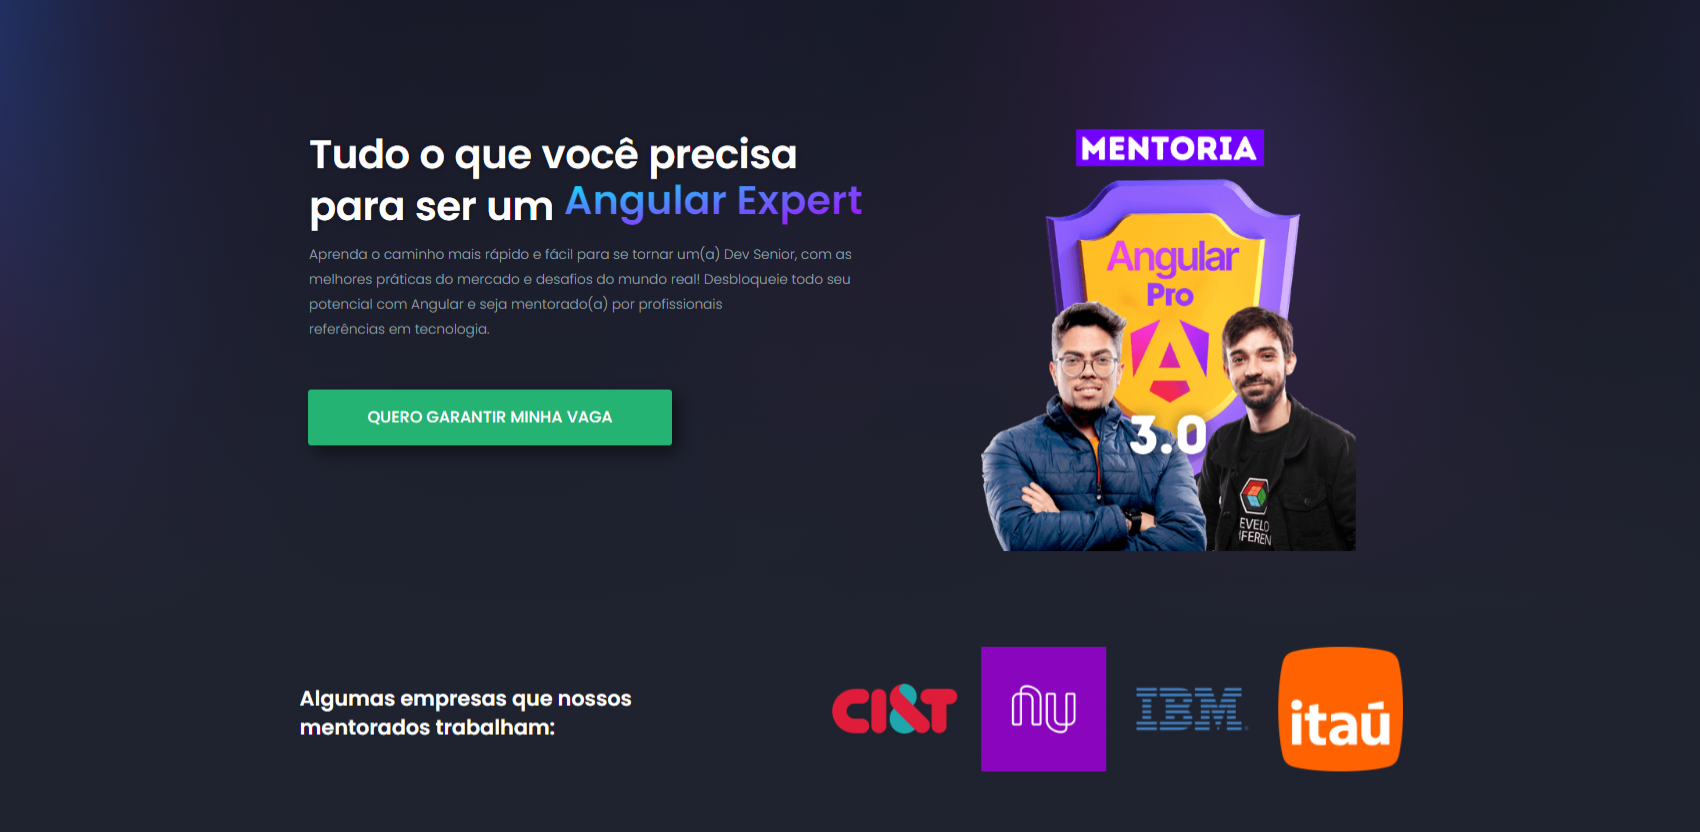 Tudo o que você precisa
para ser um Angular Expert
Aprenda o caminho mais rápido e fácil para se tornar um(a) Dev Senior, com as
melhores práticas do mercado e desafios do mundo real! Desbloqueie todo seu
potencial com Angular e seja mentorado(a) por profissionais
referências em tecnologia.
QUERO GARANTIR MINHA VAGA
MENTORIA
Angular
Pro
A
3.0
EVELO
IFEREN
Algumas empresas que nossos
mentorados trabalham:
CI&T
nu
IBM
itaú